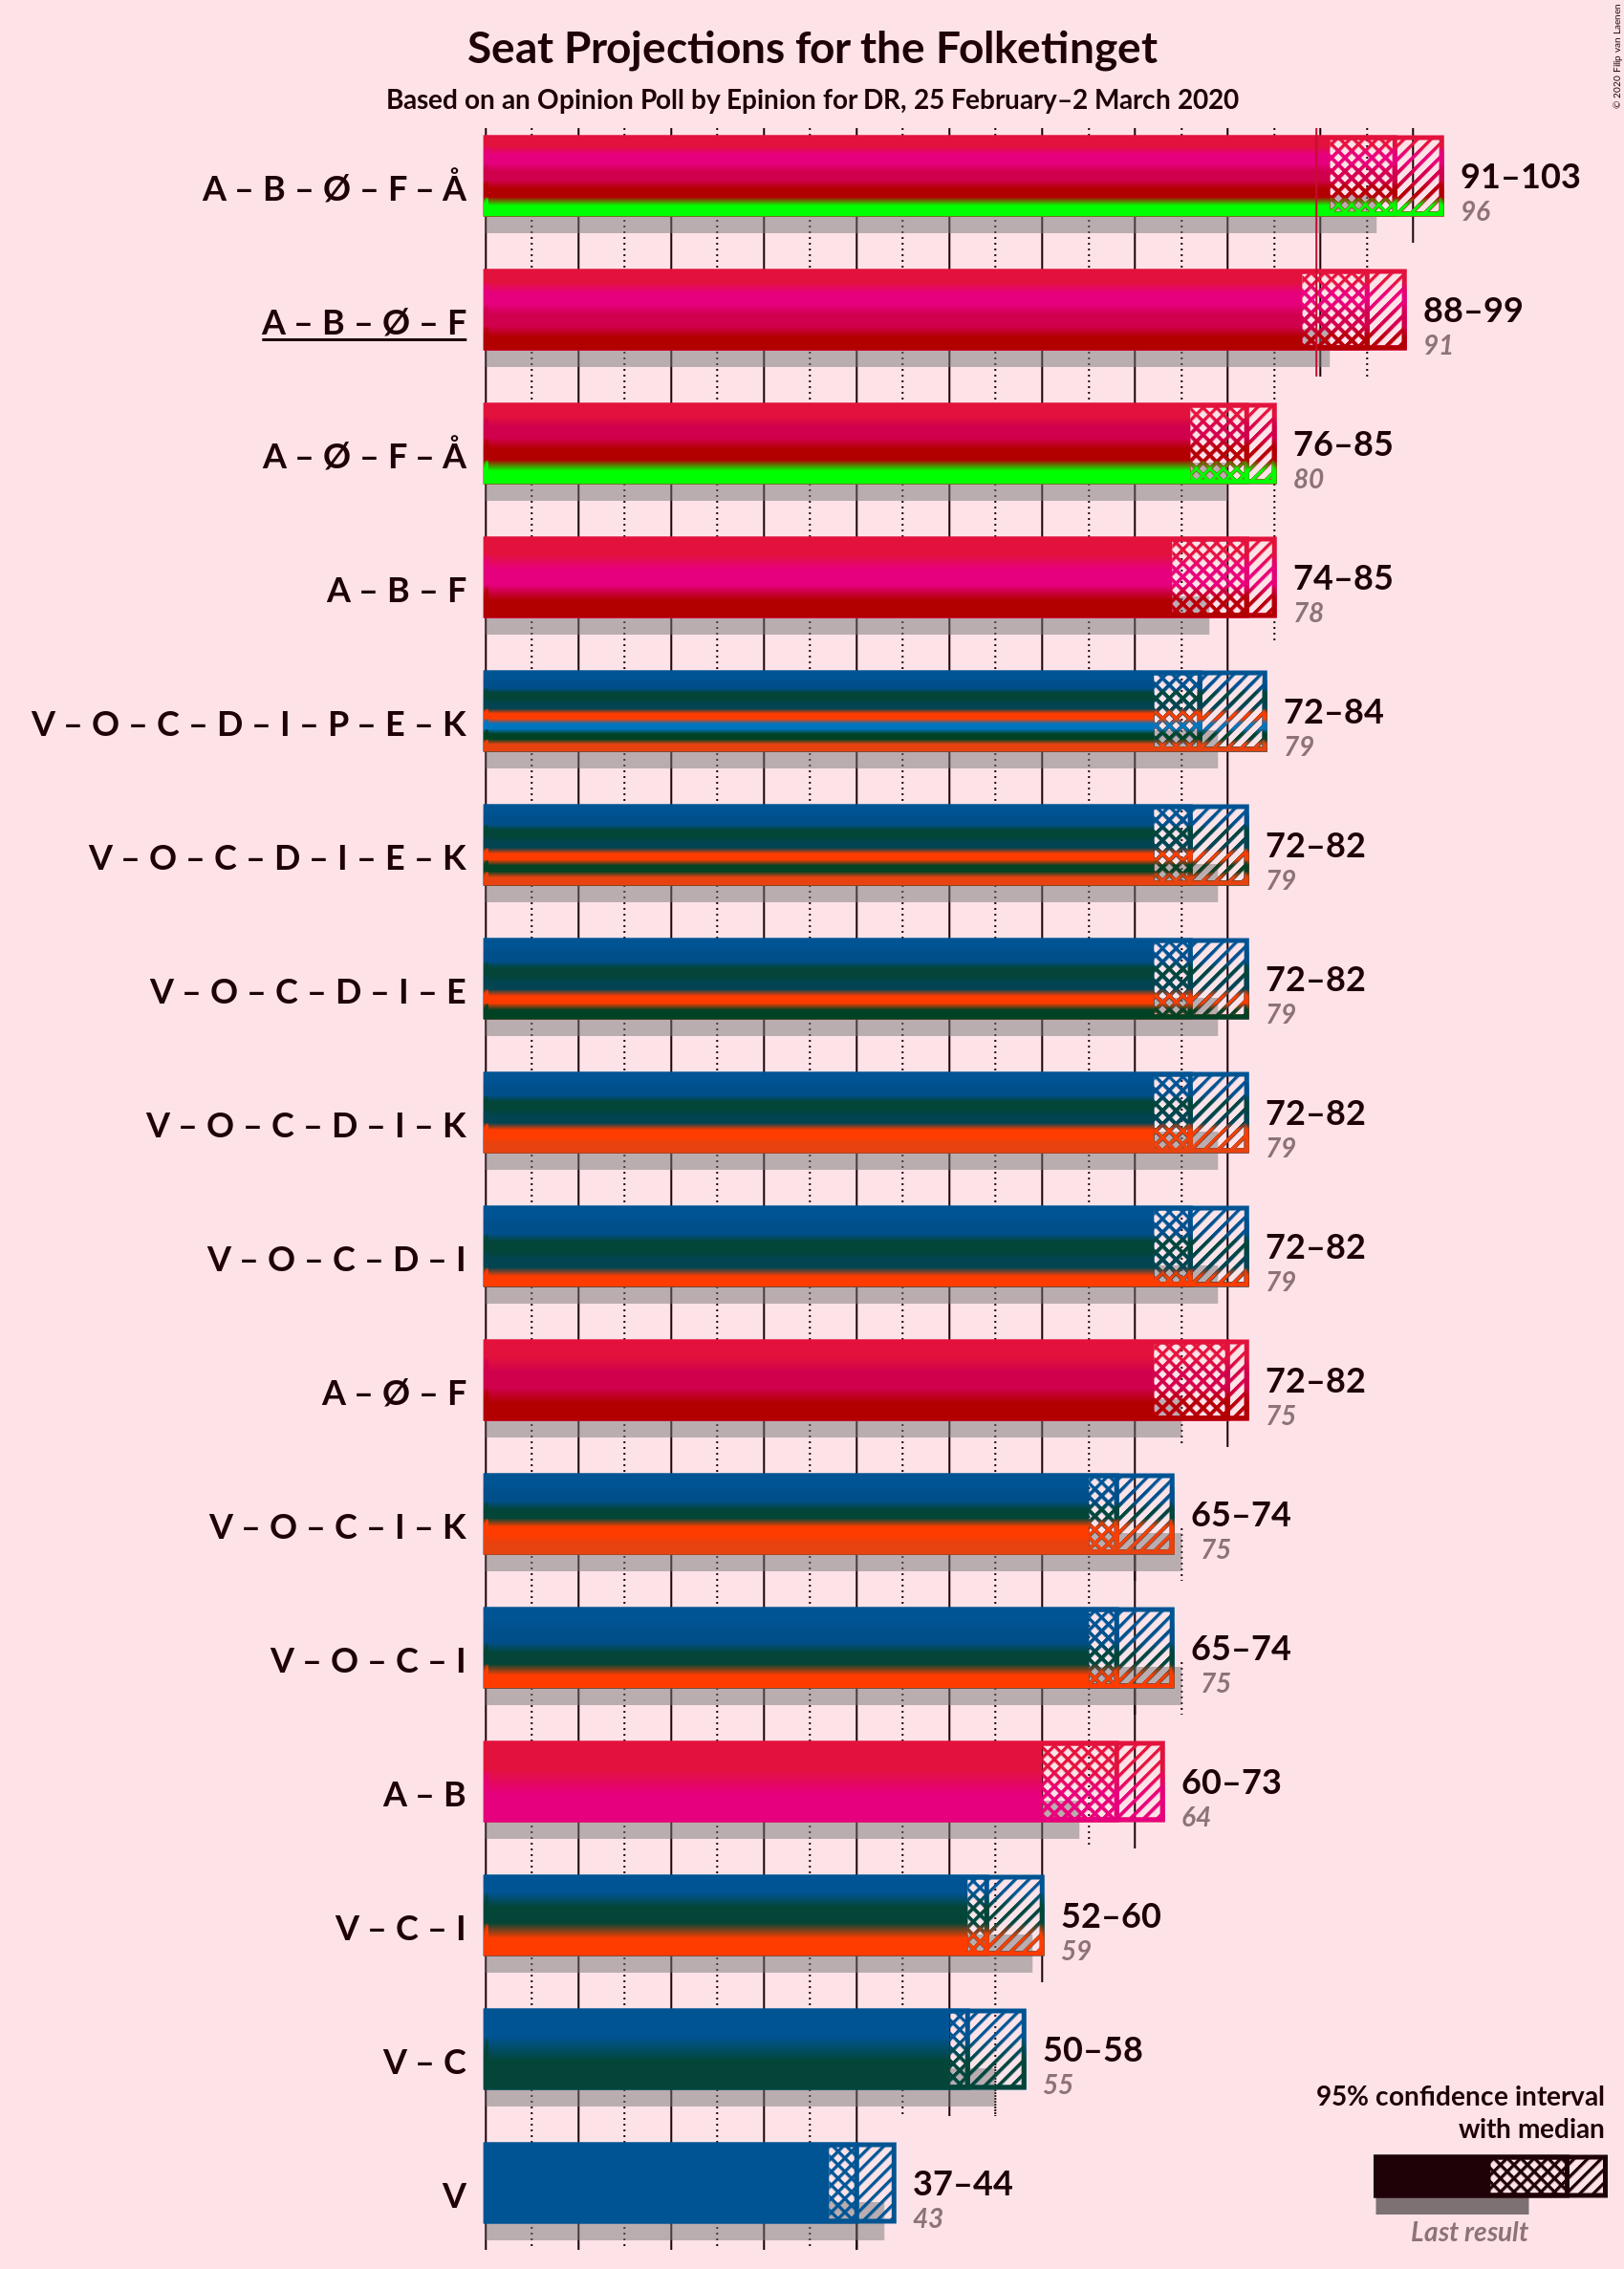 Seat Projections for the Folketinget
Based on an Opinion Poll by Epinion for DR, 25 February–2 March 2020
© 2020 Filip van Laenen
A – B – Ø – F – Å
91–103
96
A – B – Ø – F
88–99
91
A – Ø – F – Å
76–85
80
A – B – F
74–85
78
V – O – C – D – I – P – E – K
72–84
79
V – O – C – D – I – E – K
72–82
79
V – O – C – D – I – E
72–82
79
V – O – C – D – I – K
72–82
79
V – O – C – D – I
72–82
79
A – Ø – F
72–82
75
V – O – C – I – K
65–74
75
V – O – C – I
65–74
75
A – B
60–73
64
V – C – I
52–60
59
V – C
50–58
55
V
37–44
43
95% confidence interval
with median
Last result